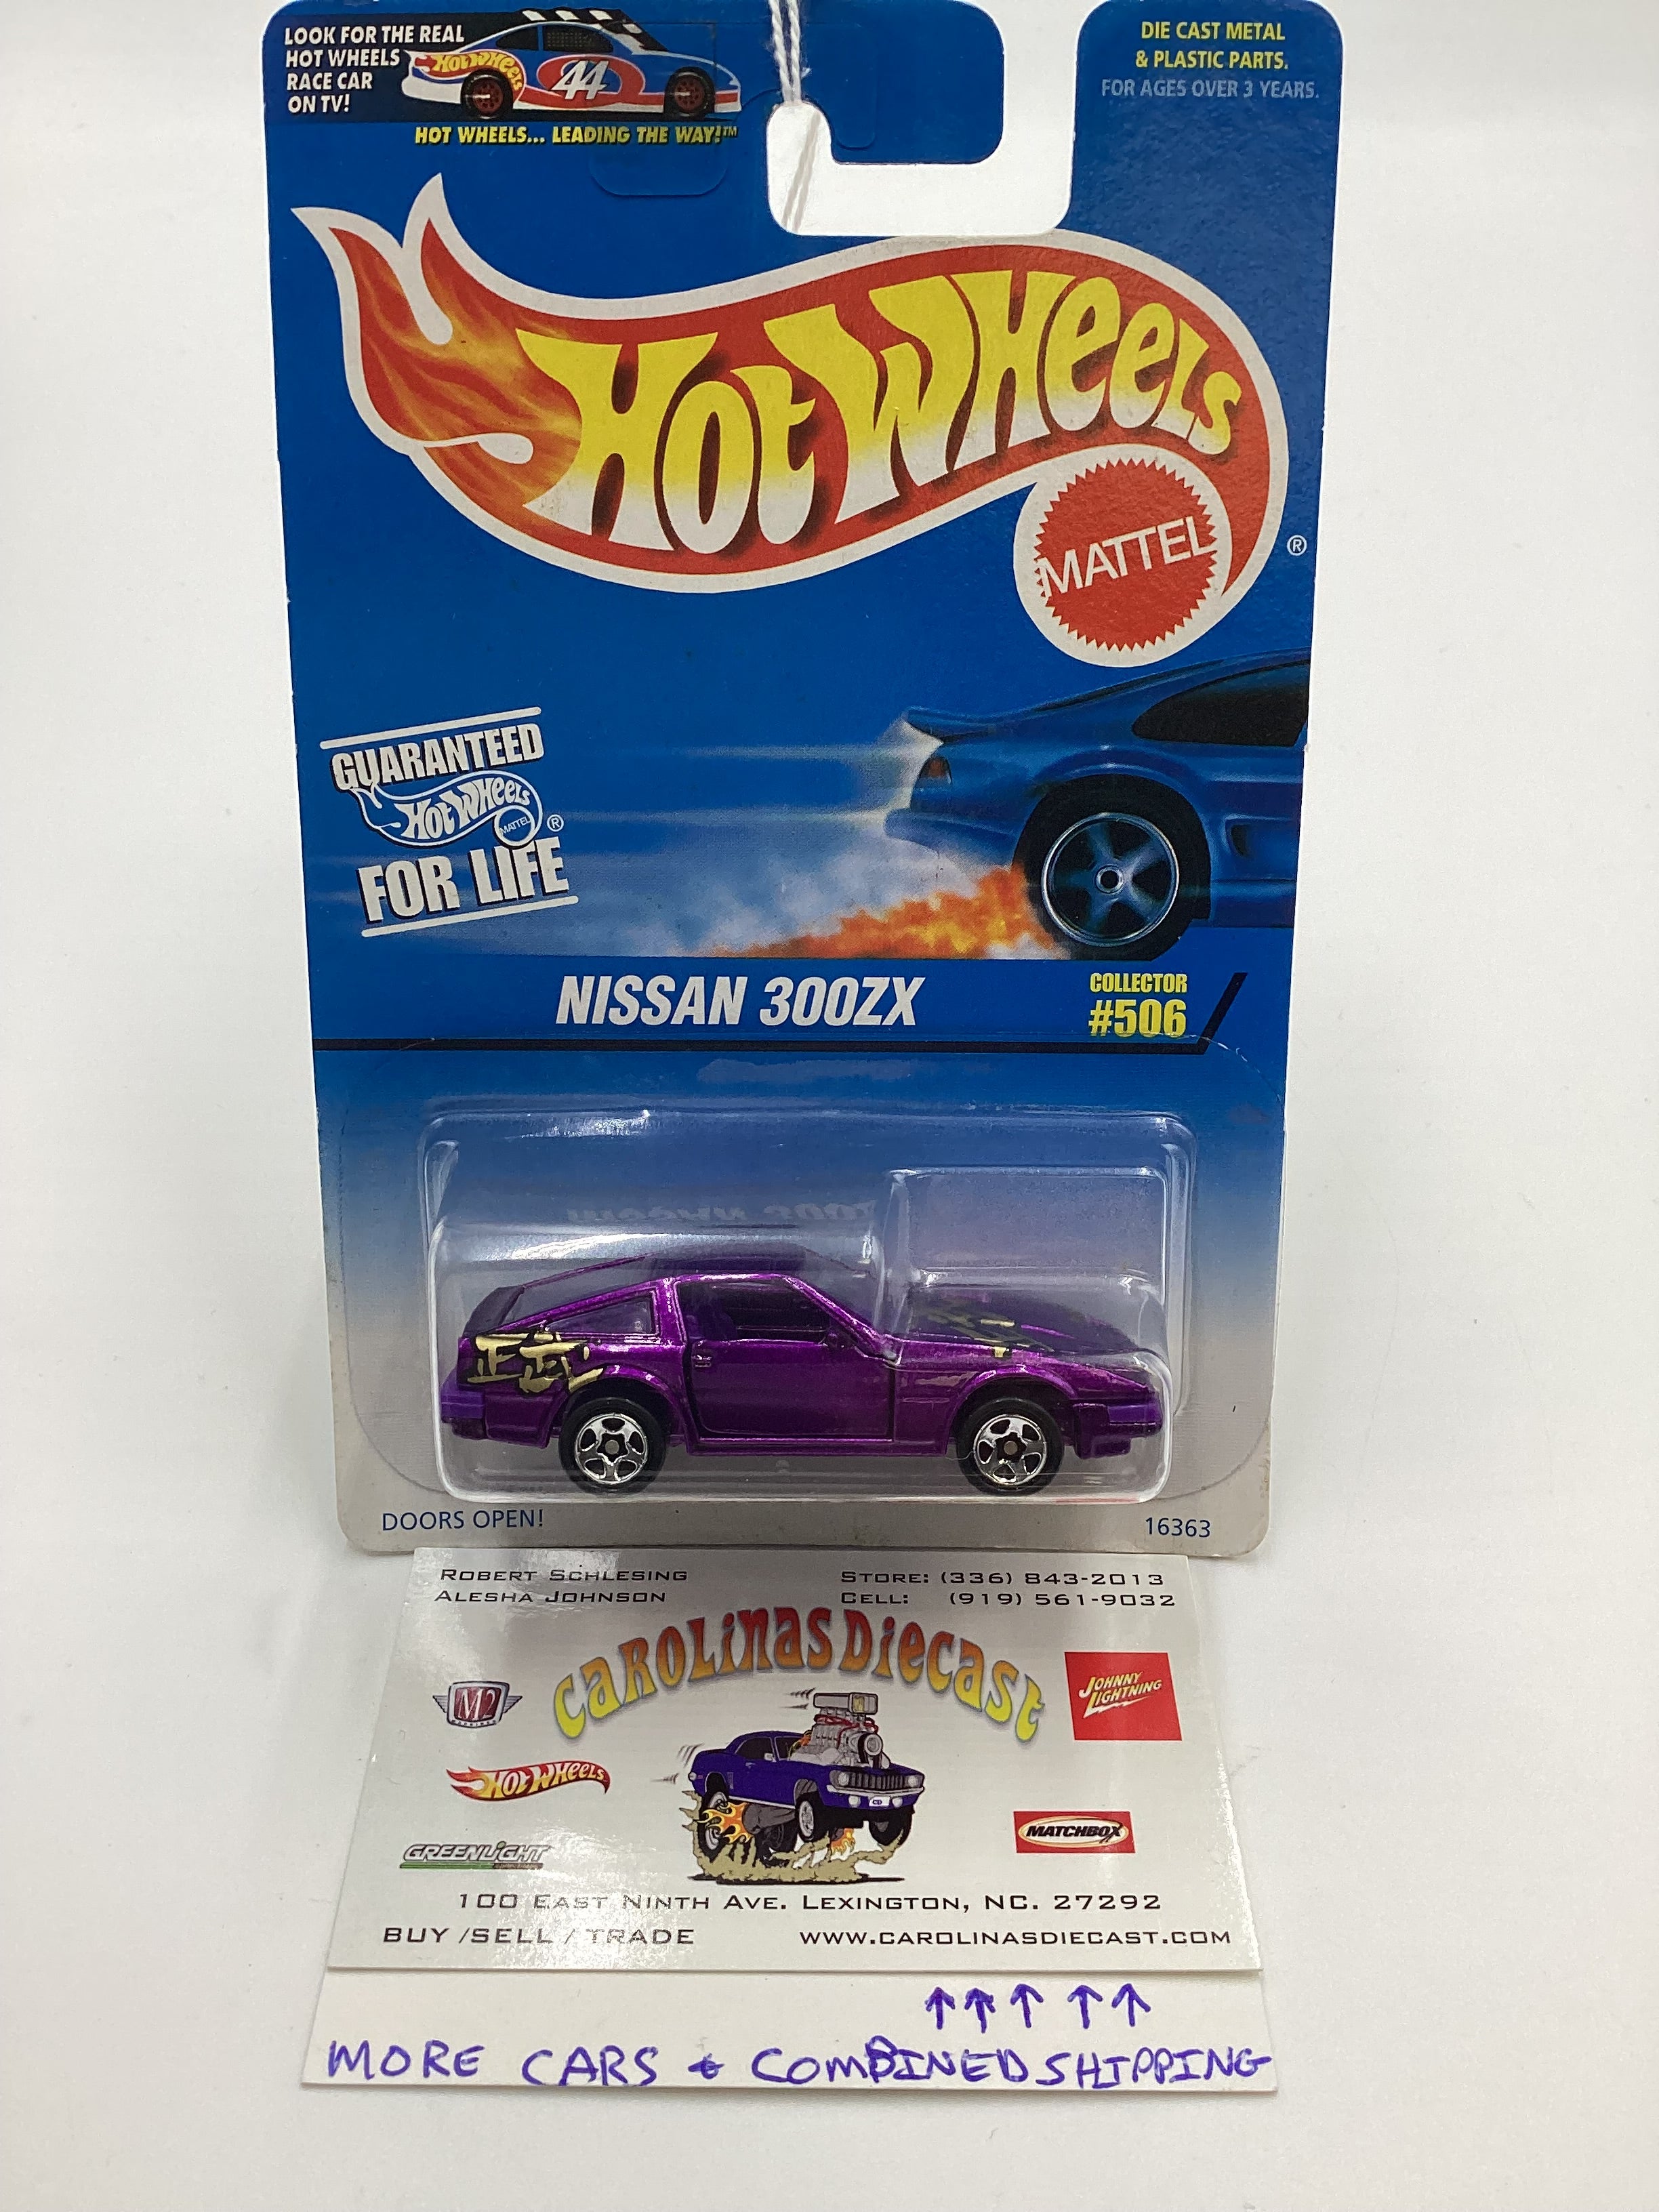 LOOK FOR THE REAL
HOT WHEELS
RACE CAR
ON TV!
HOT WHEELS
44
HOT WHEELS... LEADING THE WAY!™
DIE CAST METAL
& PLASTIC PARTS.
FOR AGES OVER 3 YEARS.
HOT WHEELS
MATTEL
®
GUARANTEED
HOT WHEELS
MATTEL ®
FOR LIFE
NISSAN 300ZX
COLLECTOR
#506
DOORS OPEN!
16363
ROBERT SCHLESING
ALESHA JOHNSON
STORE: (336) 843-2013
CELL: (919) 561-9032
CAROLINAS DIECAST
M2
JOHNNY
LIGHTNING
HOT WHEELS
CD
MATCHBOX
GREENLIGHT
100 EAST NINTH AVE. LEXINGTON, NC. 27292
BUY /SELL / TRADE
WWW.CAROLINASDIECAST.COM
↑↑↑ ↑↑
MORE CARS + COMBINED SHIPPING